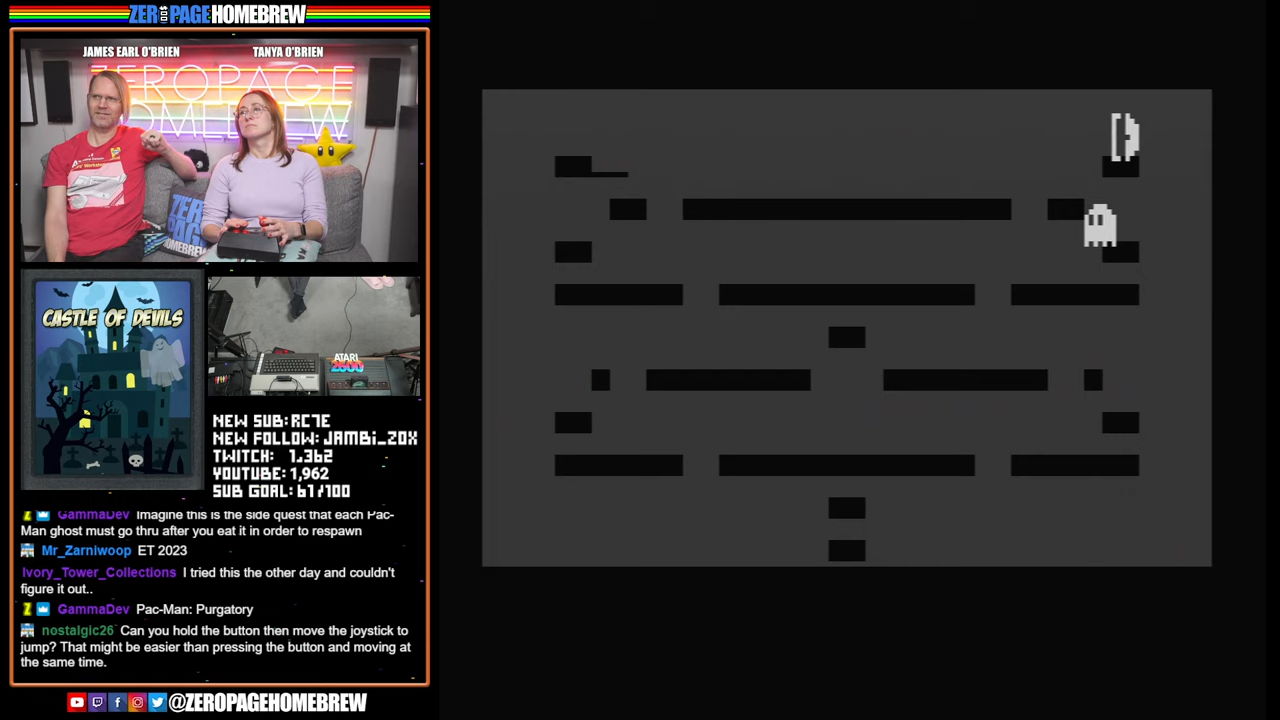 ZEROPAGE HOMEBREW
JAMES EARL O'BRIEN
TANYA O'BRIEN
ZEROPAGE
HOMEBREW
ZERO
PAGE
HOMEBREW
CASTLE OF DEVILS
ATARI
2600
NEW SUB: RC7E
NEW FOLLOW: JAMBI_ZOX
TWITCH: 1,362
YOUTUBE: 1,962
SUB GOAL: 67/100
GammaDev Imagine this is the side quest that each Pac-
Man ghost must go thru after you eat it in order to respawn
Mr_Zarniwoop ET 2023
Ivory_Tower_Collections I tried this the other day and couldn't
figure it out..
GammaDev Pac-Man: Purgatory
nostalgic26 Can you hold the button then move the joystick to
jump? That might be easier than pressing the button and moving at
the same time.
@ZEROPAGEHOMEBREW